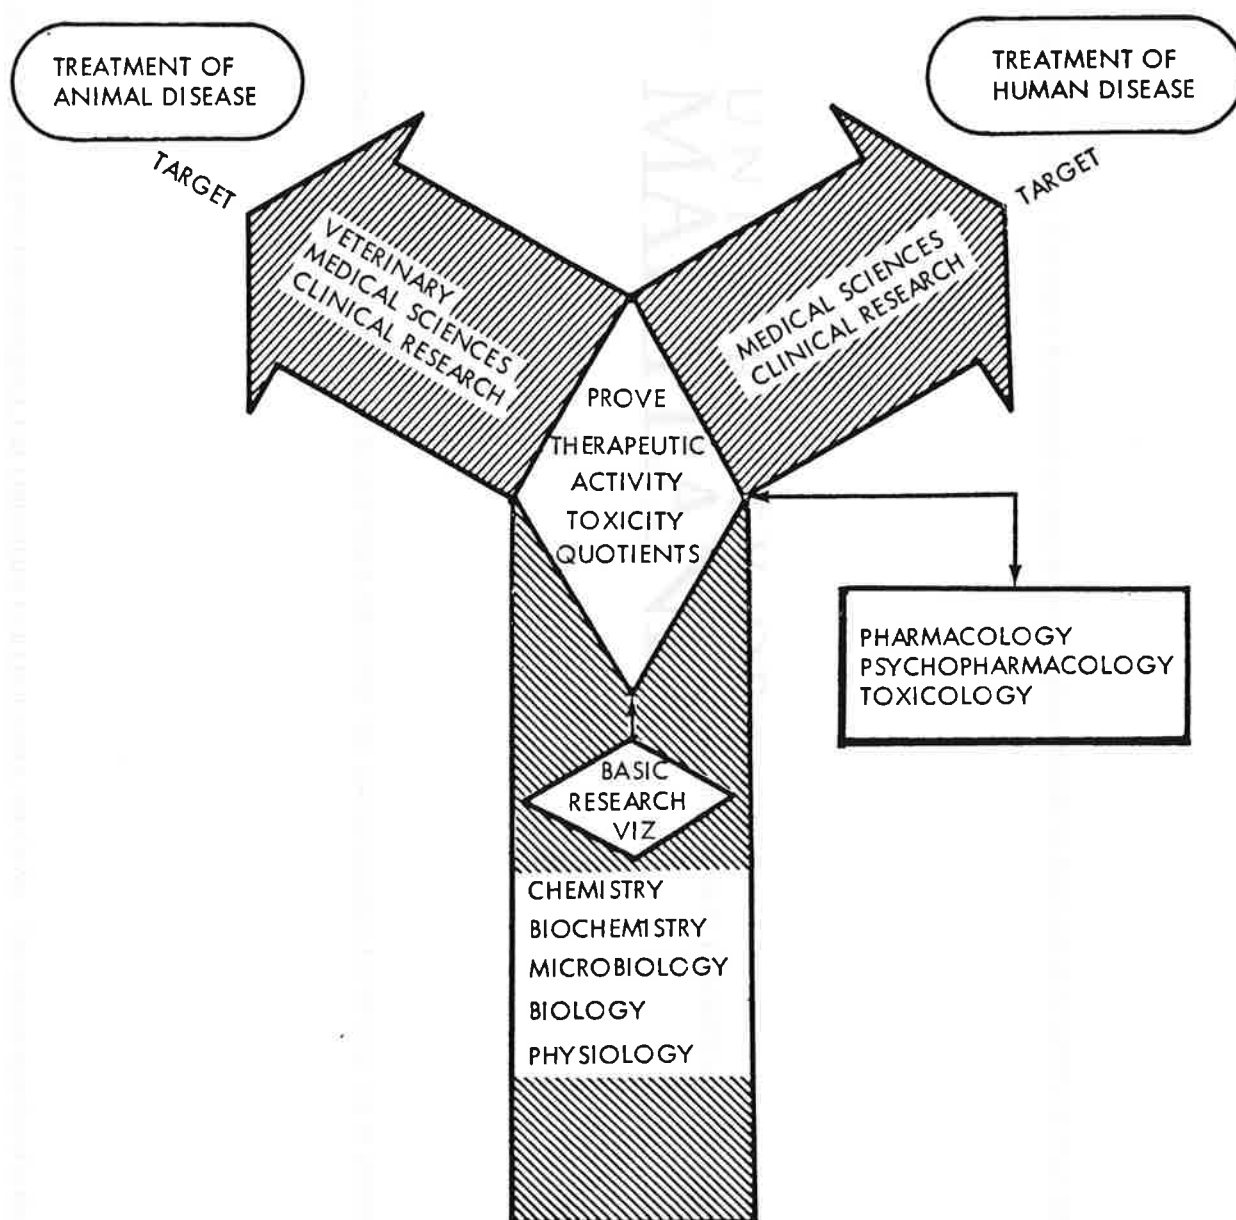 TREATMENT OF
ANIMAL DISEASE
TREATMENT OF
HUMAN DISEASE
TARGET
TARGET
VETERINARY
MEDICAL SCIENCES
CLINICAL RESEARCH
MEDICAL SCIENCES
CLINICAL RESEARCH
PROVE
THERAPEUTIC
ACTIVITY
TOXICITY
QUOTIENTS
PHARMACOLOGY
PSYCHOPHARMACOLOGY
TOXICOLOGY
BASIC
RESEARCH
VIZ
CHEMISTRY
BIOCHEMISTRY
MICROBIOLOGY
BIOLOGY
PHYSIOLOGY